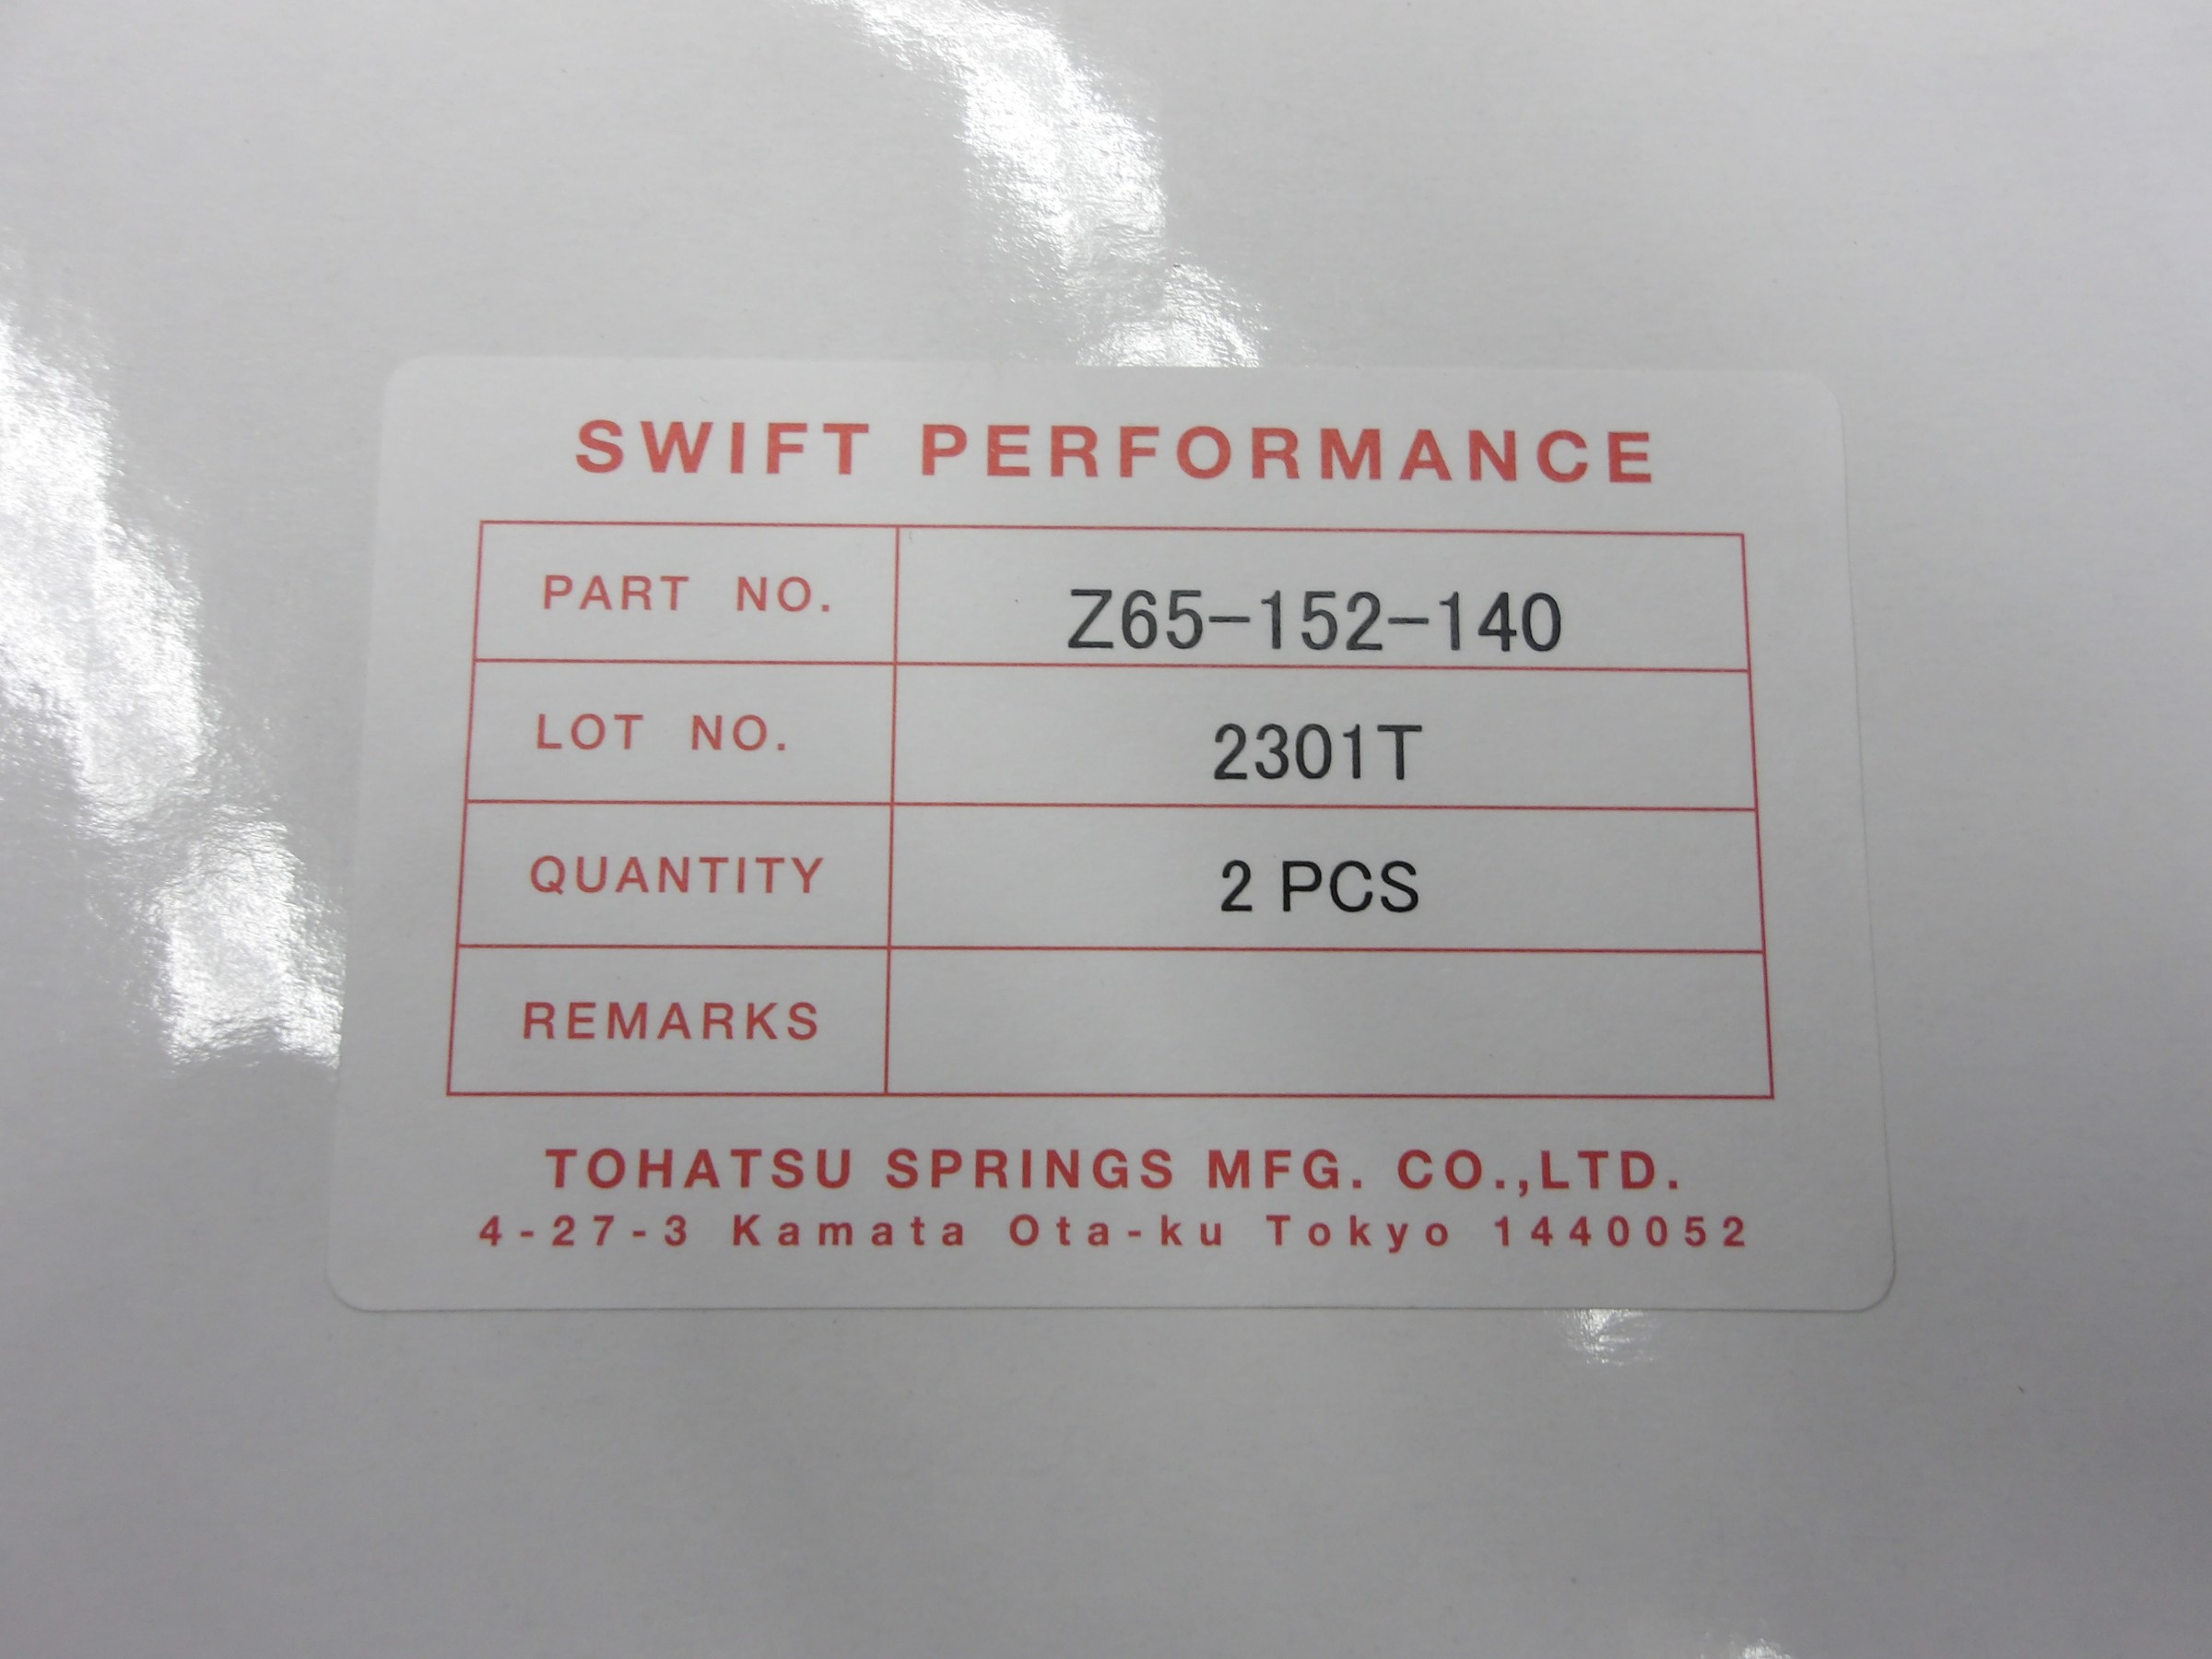 SWIFT PERFORMANCE
PART NO. Z65-152-140
LOT NO. 2301T
QUANTITY 2 PCS
REMARKS
TOHATSU SPRINGS MFG. CO.,LTD.
4-27-3 Kamata Ota-ku Tokyo 1440052